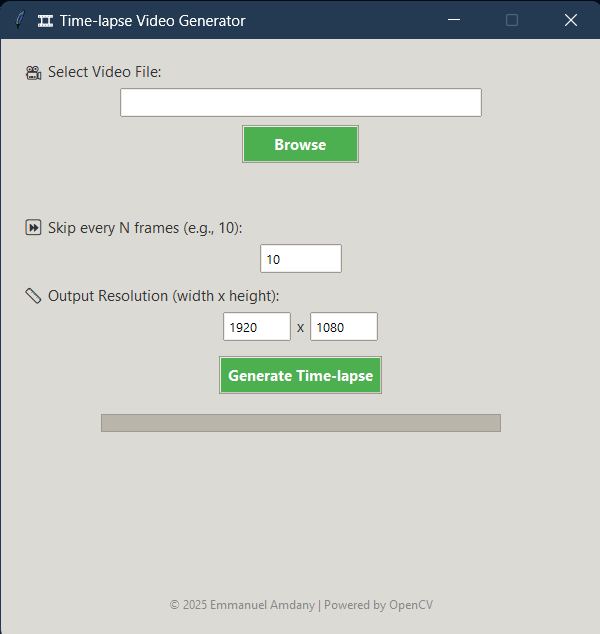 Time-lapse Video Generator
Select Video File:
Browse
Skip every N frames (e.g., 10):
10
Output Resolution (width x height):
1920 x 1080
Generate Time-lapse
© 2025 Emmanuel Amdany | Powered by OpenCV